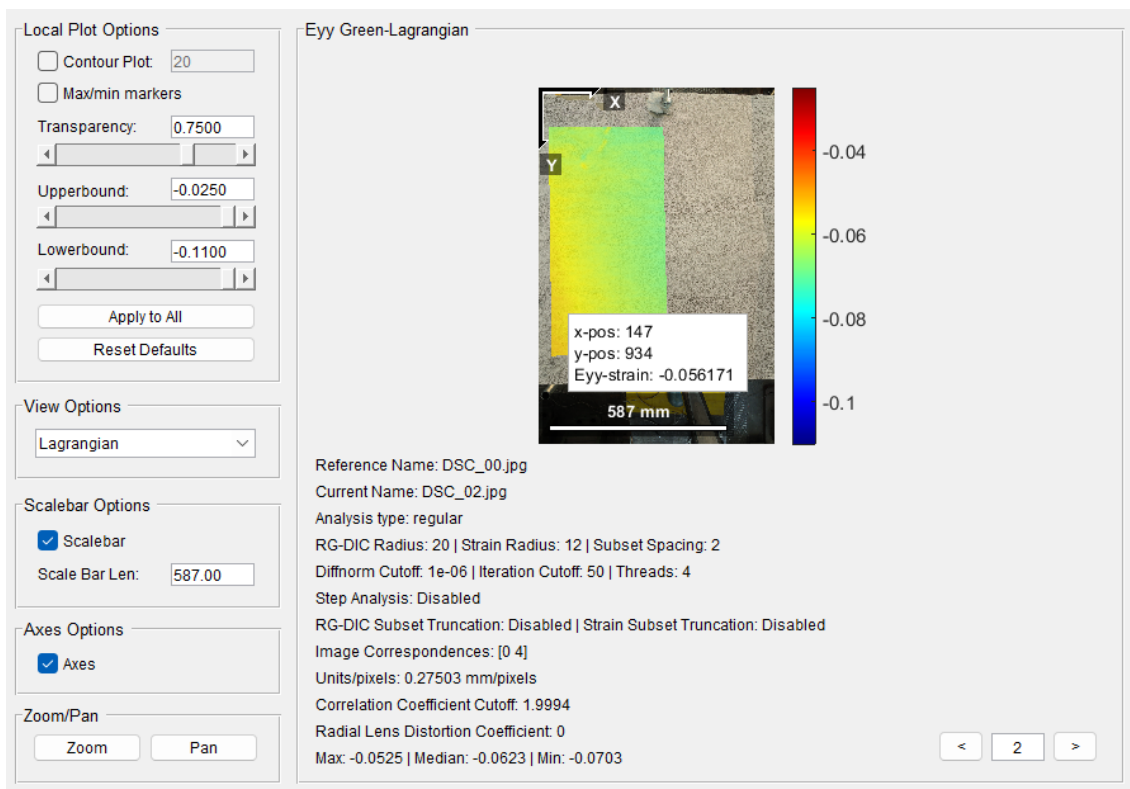 Local Plot Options
Contour Plot: 20
Max/min markers
Transparency: 0.7500
Upperbound: -0.0250
Lowerbound: -0.1100
Apply to All
Reset Defaults
View Options
Lagrangian
Scalebar Options
Scalebar
Scale Bar Len: 587.00
Axes Options
Axes
Zoom/Pan
Zoom Pan
Eyy Green-Lagrangian
X
Y
x-pos: 147
y-pos: 934
Eyy-strain: -0.056171
587 mm
-0.04
-0.06
-0.08
-0.1
Reference Name: DSC_00.jpg
Current Name: DSC_02.jpg
Analysis type: regular
RG-DIC Radius: 20 | Strain Radius: 12 | Subset Spacing: 2
Diffnorm Cutoff: 1e-06 | Iteration Cutoff: 50 | Threads: 4
Step Analysis: Disabled
RG-DIC Subset Truncation: Disabled | Strain Subset Truncation: Disabled
Image Correspondences: [0 4]
Units/pixels: 0.27503 mm/pixels
Correlation Coefficient Cutoff: 1.9994
Radial Lens Distortion Coefficient: 0
Max: -0.0525 | Median: -0.0623 | Min: -0.0703
< 2 >